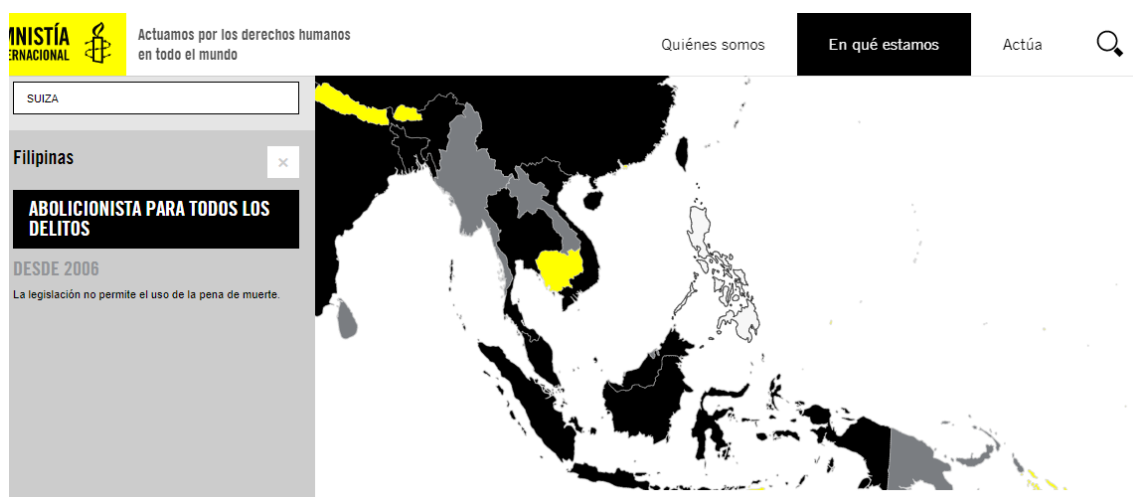 MNISTÍA
ERNACIONAL
Actuamos por los derechos humanos
en todo el mundo
Quiénes somos
En qué estamos
Actúa
SUIZA
Filipinas
×
ABOLICIONISTA PARA TODOS LOS
DELITOS
DESDE 2006
La legislación no permite el uso de la pena de muerte.